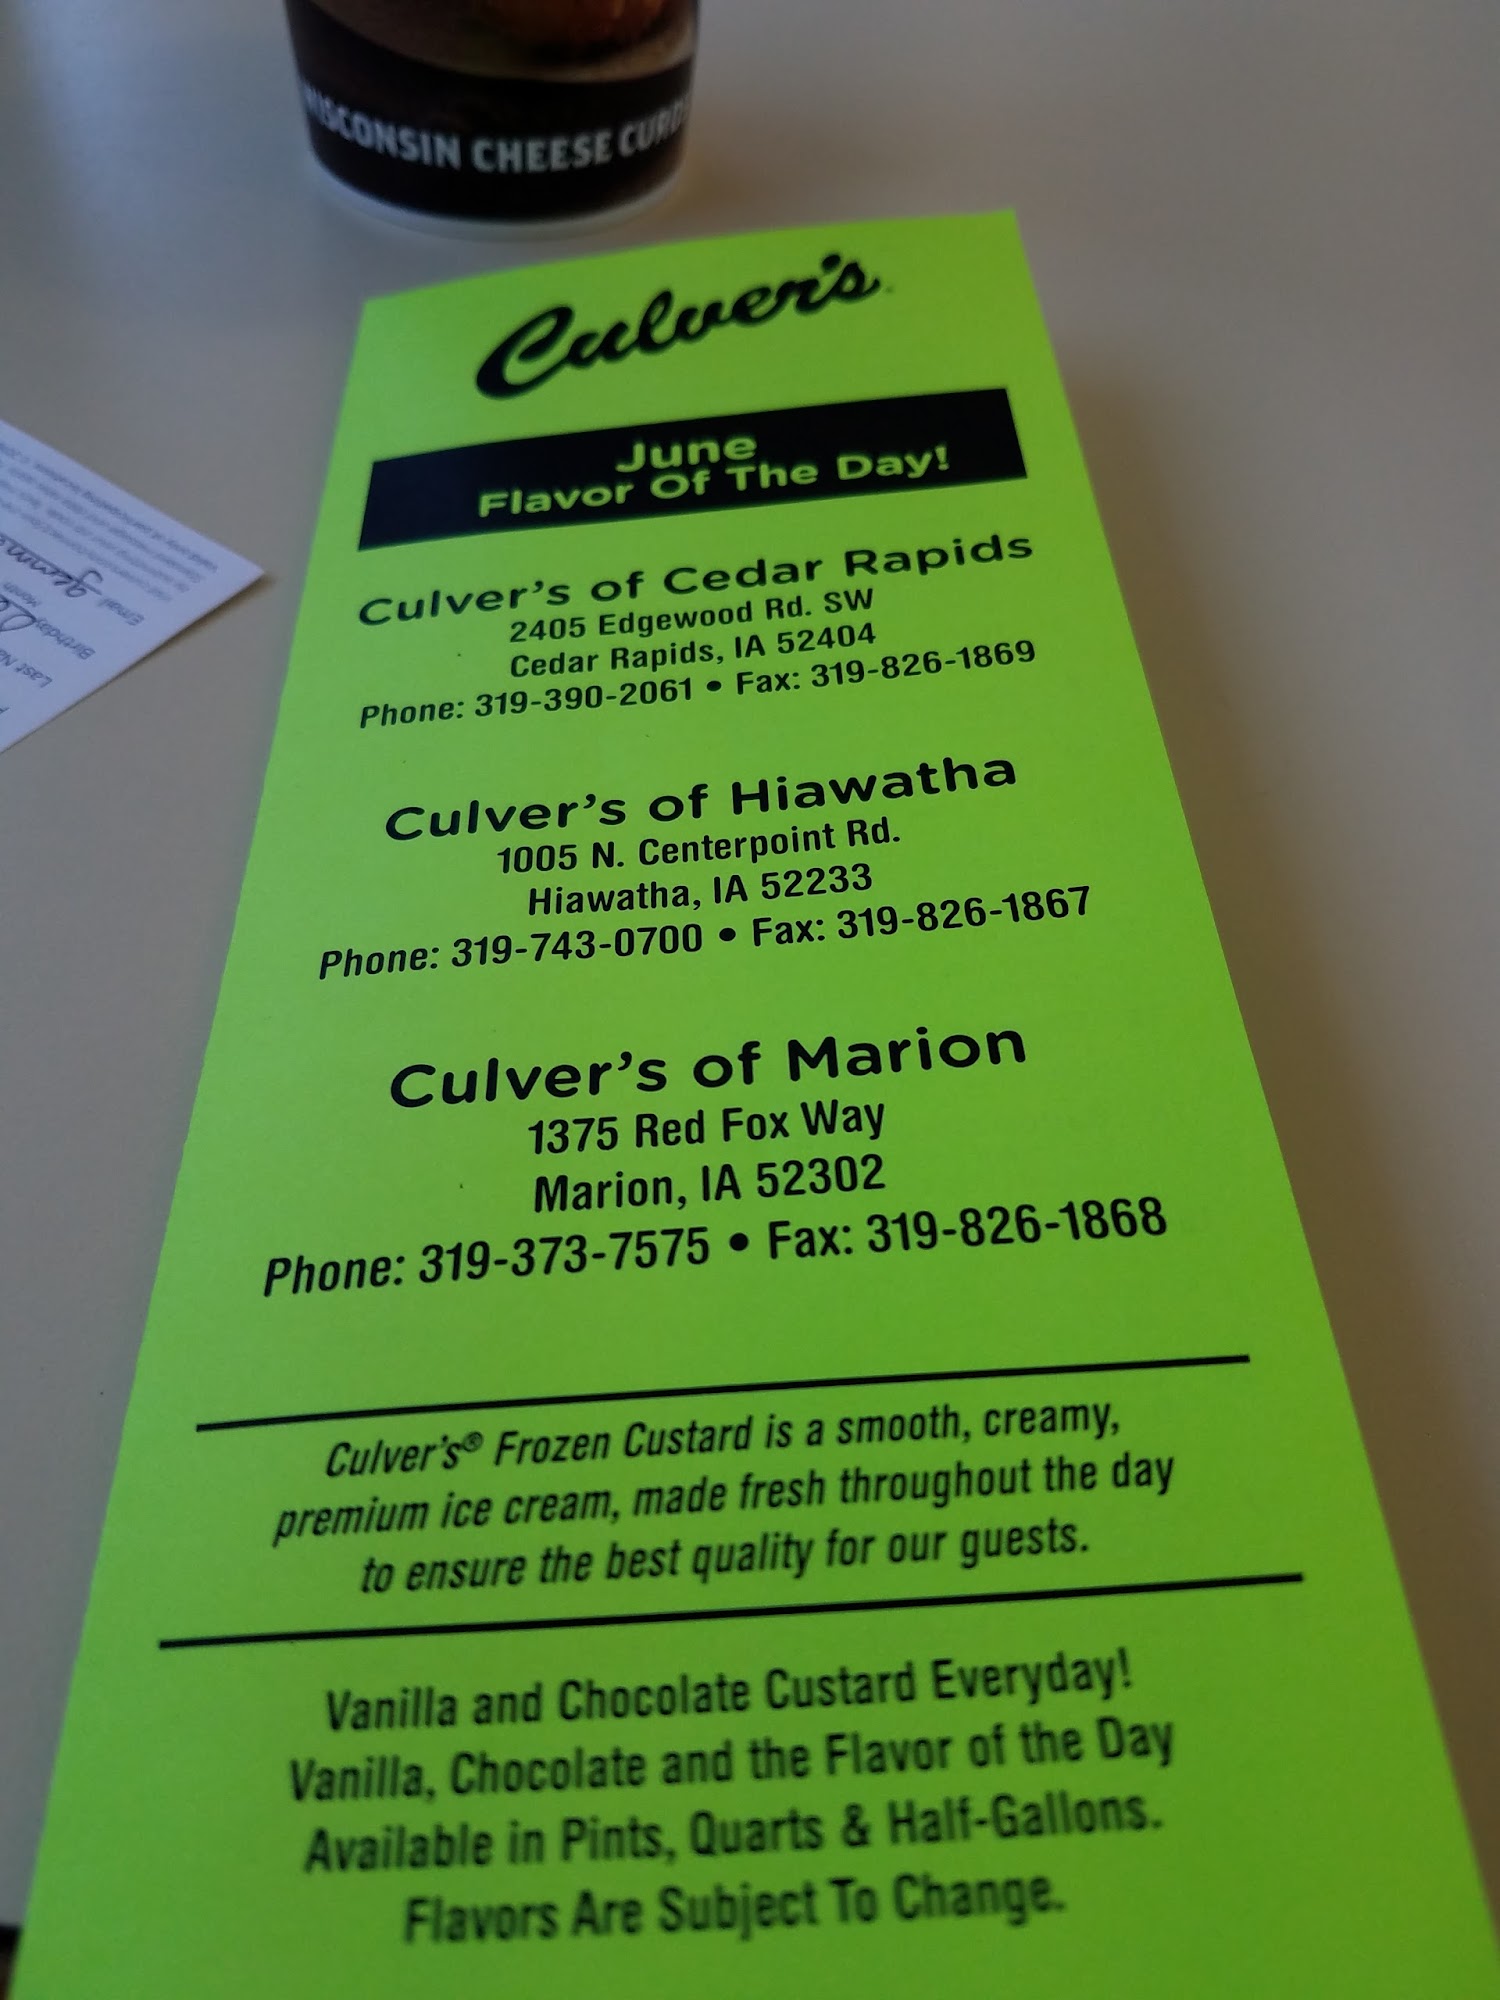 WISCONSIN CHEESE CURDS
Culver's
June
Flavor Of The Day!
Culver's of Cedar Rapids
2405 Edgewood Rd. SW
Cedar Rapids, IA 52404
Phone: 319-390-2061 • Fax: 319-826-1869
Culver's of Hiawatha
1005 N. Centerpoint Rd.
Hiawatha, IA 52233
Phone: 319-743-0700 • Fax: 319-826-1867
Culver's of Marion
1375 Red Fox Way
Marion, IA 52302
Phone: 319-373-7575 • Fax: 319-826-1868
Culver's® Frozen Custard is a smooth, creamy,
premium ice cream, made fresh throughout the day
to ensure the best quality for our guests.
Vanilla and Chocolate Custard Everyday!
Vanilla, Chocolate and the Flavor of the Day
Available in Pints, Quarts & Half-Gallons.
Flavors Are Subject To Change.
Email
Birthday
Month
Last